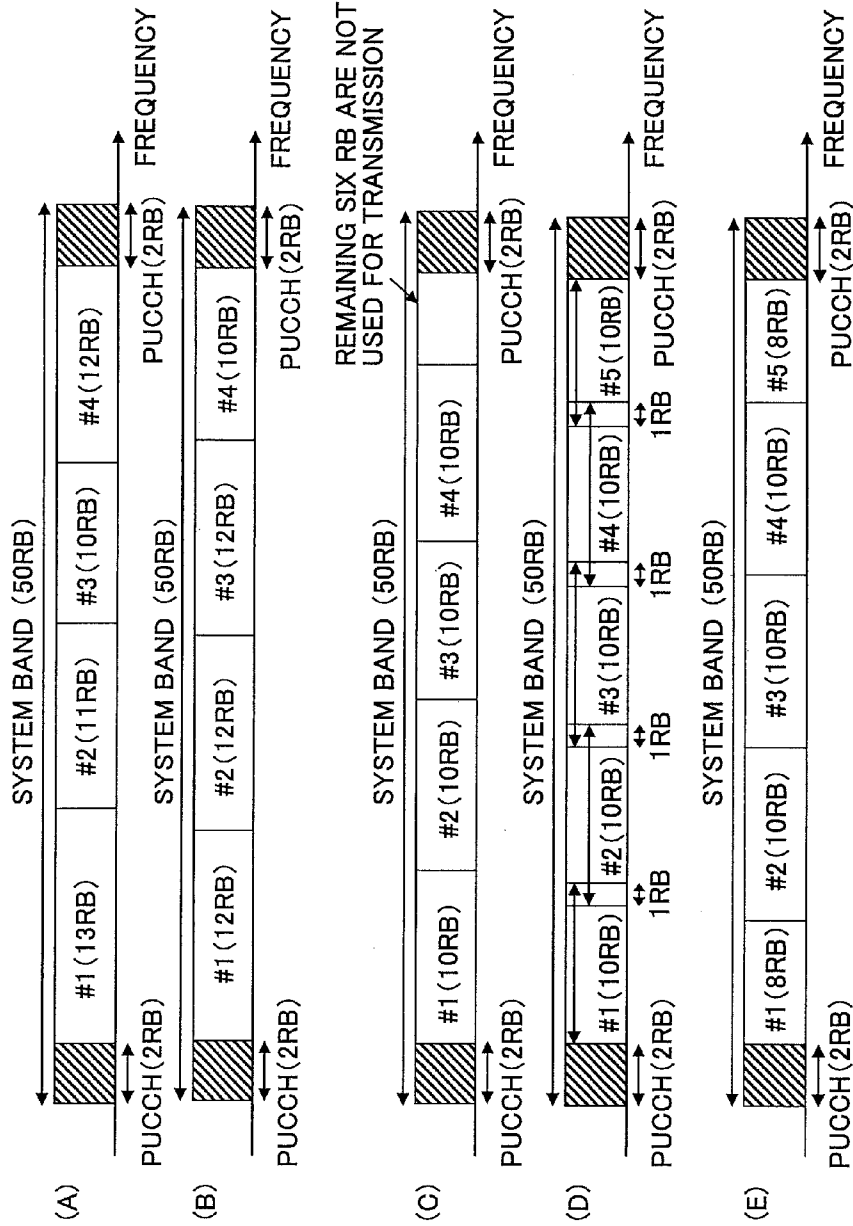 (A)
SYSTEM BAND (50RB)
#1(13RB)
#2(11RB)
#3(10RB)
#4(12RB)
FREQUENCY
PUCCH(2RB)
PUCCH(2RB)
(B)
SYSTEM BAND (50RB)
#1(12RB)
#2(12RB)
#3(12RB)
#4(10RB)
FREQUENCY
PUCCH(2RB)
PUCCH(2RB)
REMAINING SIX RB ARE NOT
USED FOR TRANSMISSION
(C)
SYSTEM BAND (50RB)
#1(10RB)
#2(10RB)
#3(10RB)
#4(10RB)
FREQUENCY
PUCCH(2RB)
PUCCH(2RB)
(D)
SYSTEM BAND (50RB)
#1(10RB)
#2(10RB)
#3(10RB)
#4(10RB)
#5(10RB)
FREQUENCY
PUCCH(2RB)
1RB
1RB
1RB
1RB
PUCCH(2RB)
(E)
SYSTEM BAND (50RB)
#1(8RB)
#2(10RB)
#3(10RB)
#4(10RB)
#5(8RB)
FREQUENCY
PUCCH(2RB)
PUCCH(2RB)